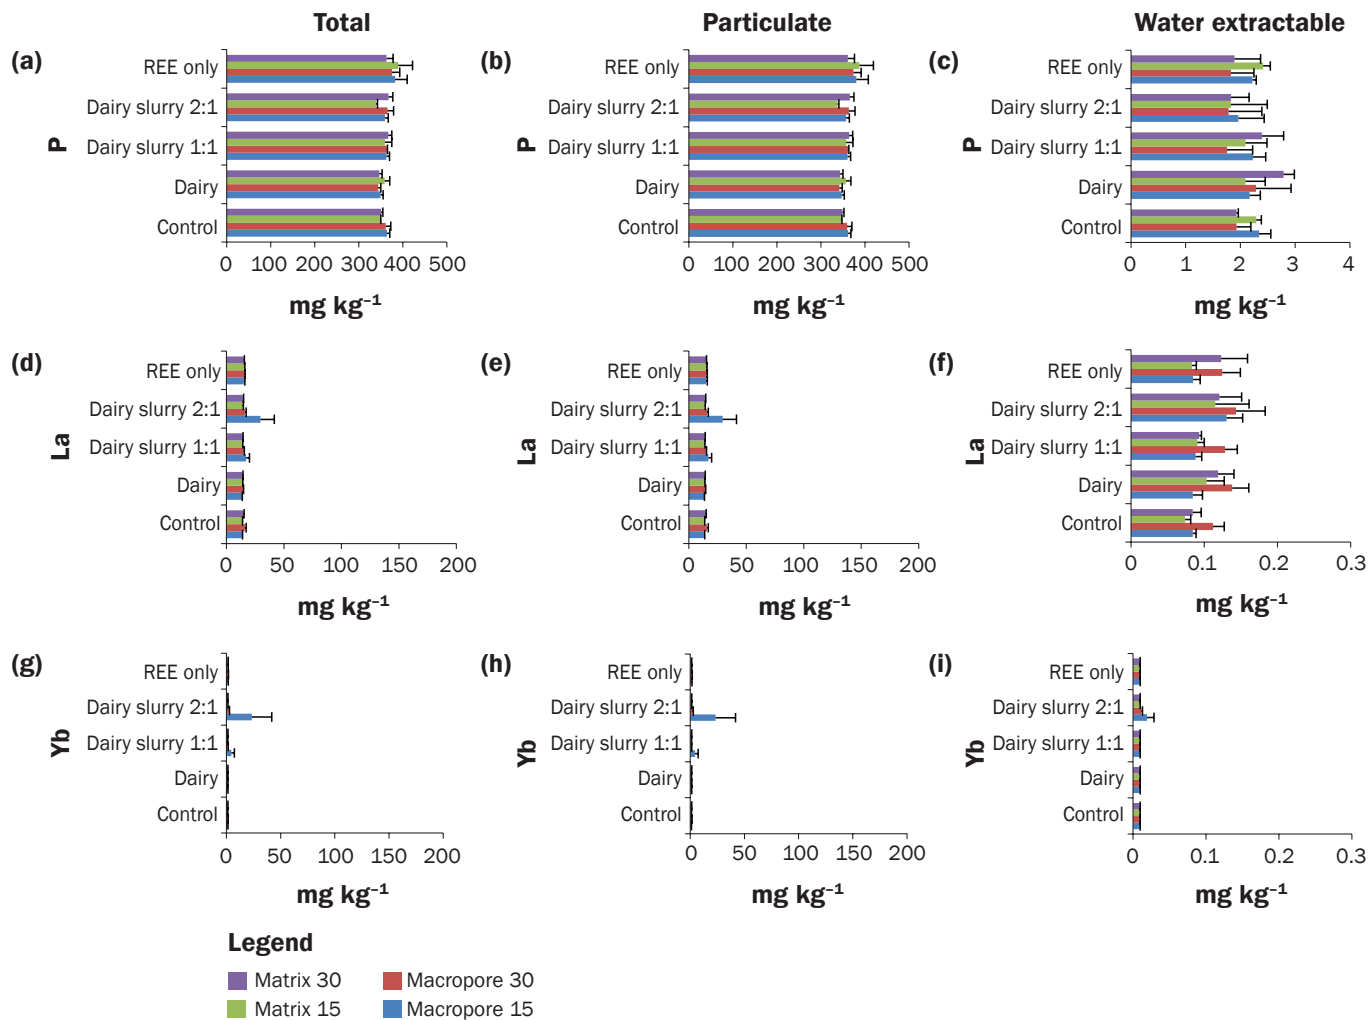 Total
Particulate
Water extractable
(a)
P
REE only
Dairy slurry 2:1
Dairy slurry 1:1
Dairy
Control
0 100 200 300 400 500
mg kg⁻¹
(b)
P
REE only
Dairy slurry 2:1
Dairy slurry 1:1
Dairy
Control
0 100 200 300 400 500
mg kg⁻¹
(c)
P
REE only
Dairy slurry 2:1
Dairy slurry 1:1
Dairy
Control
0 1 2 3 4
mg kg⁻¹
(d)
La
REE only
Dairy slurry 2:1
Dairy slurry 1:1
Dairy
Control
0 50 100 150 200
mg kg⁻¹
(e)
La
REE only
Dairy slurry 2:1
Dairy slurry 1:1
Dairy
Control
0 50 100 150 200
mg kg⁻¹
(f)
La
REE only
Dairy slurry 2:1
Dairy slurry 1:1
Dairy
Control
0 0.1 0.2 0.3
mg kg⁻¹
(g)
Yb
REE only
Dairy slurry 2:1
Dairy slurry 1:1
Dairy
Control
0 50 100 150 200
mg kg⁻¹
(h)
Yb
REE only
Dairy slurry 2:1
Dairy slurry 1:1
Dairy
Control
0 50 100 150 200
mg kg⁻¹
(i)
Yb
REE only
Dairy slurry 2:1
Dairy slurry 1:1
Dairy
Control
0 0.1 0.2 0.3
mg kg⁻¹
Legend
Matrix 30 Macropore 30
Matrix 15 Macropore 15